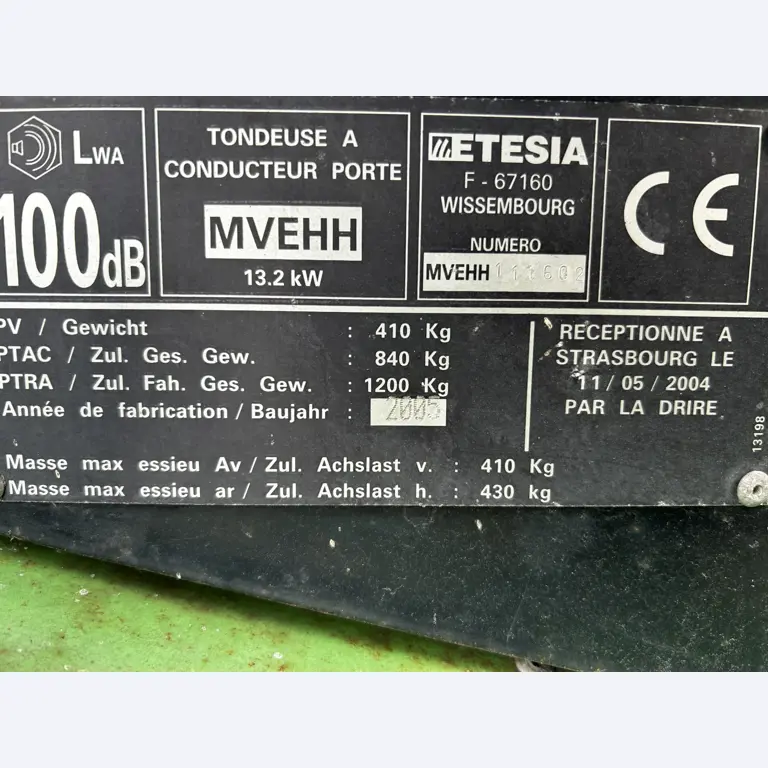 LWA
100dB
TONDEUSE A
CONDUCTEUR PORTE
MVEHH
13.2 kW
ETESIA
F - 67160
WISSEMBOURG
NUMERO
MVEHH
CE
PV / Gewicht : 410 Kg
PTAC / Zul. Ges. Gew. : 840 Kg
PTRA / Zul. Fah. Ges. Gew. : 1200 Kg
Année de fabrication / Baujahr : 2005
RECEPTIONNE A
STRASBOURG LE
11 / 05 / 2004
PAR LA DRIRE
13198
Masse max essieu Av / Zul. Achslast v. : 410 Kg
Masse max essieu ar / Zul. Achslast h. : 430 kg